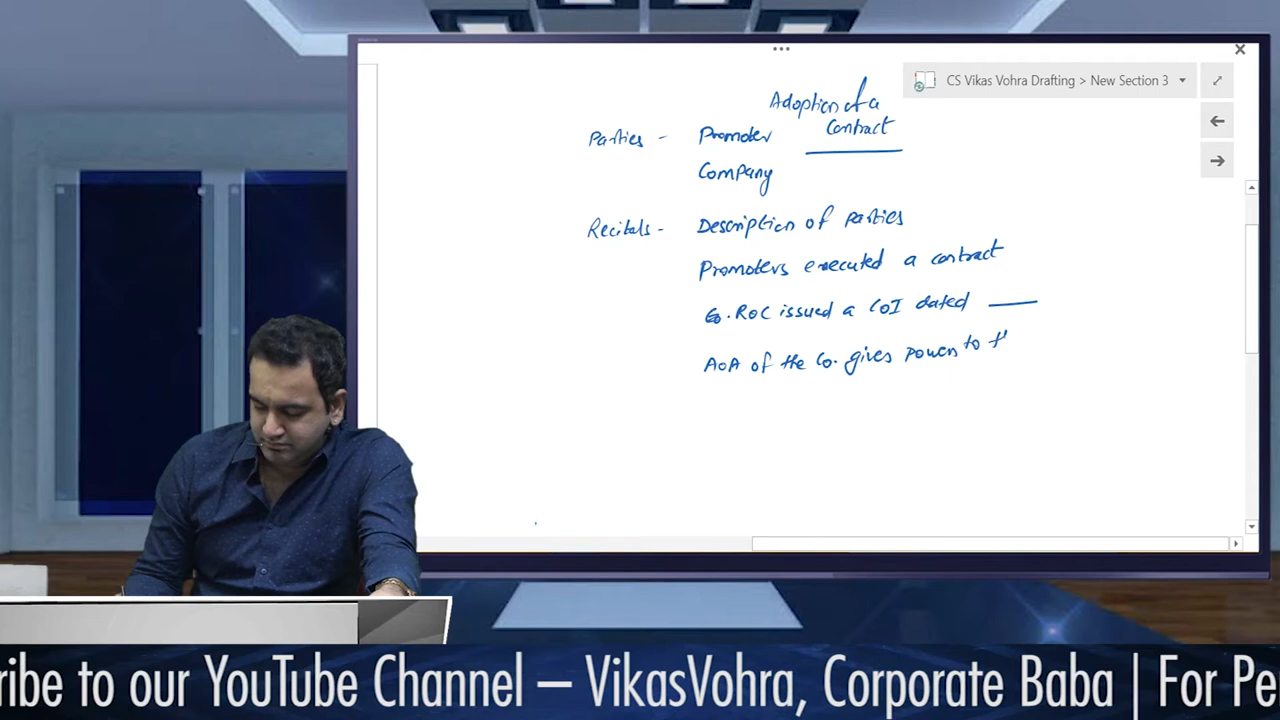 CS Vikas Vohra Drafting > New Section 3
Adoption of a
Contract
Parties - Promoter
Company
Recitals - Description of Parties
Promoters executed a contract
Co. ROC issued a COI dated ——
AOA of the Co. gives power to t
ribe to our YouTube Channel – VikasVohra, Corporate Baba | For Pe